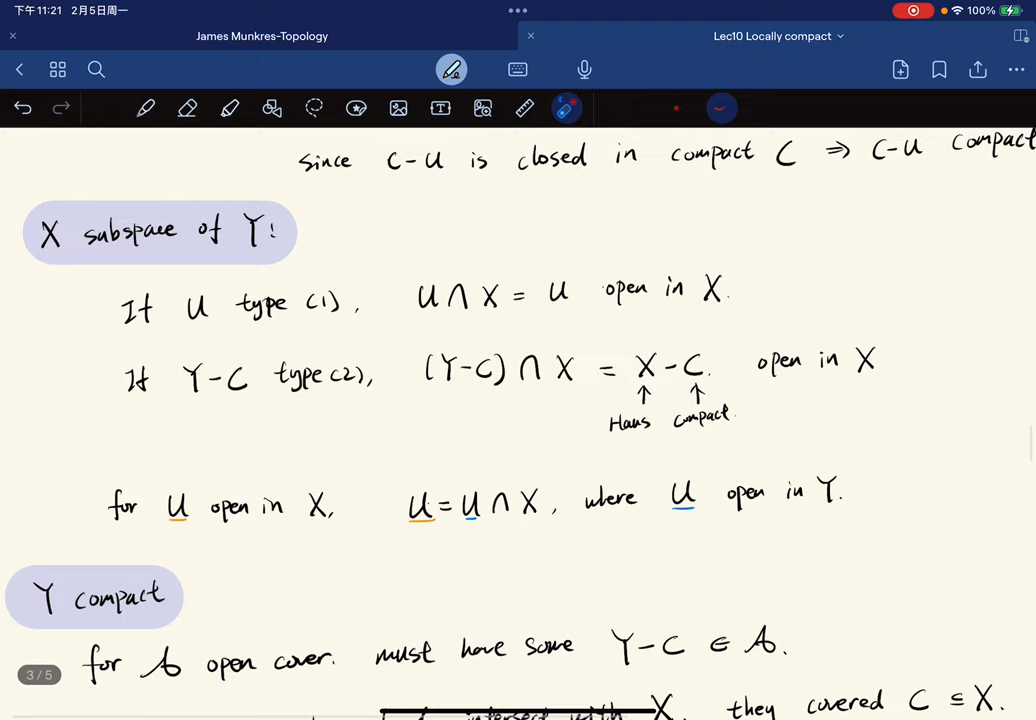 下午11:21 2月5日周一
100%
James Munkres-Topology
Lec10 Locally compact
since C-U is closed in compact C ⇒ C-U compact
X subspace of Y:
If U type (1), U ∩ X = U open in X.
If Y-C type (2), (Y-C) ∩ X = X - C. open in X
↑ ↑
Haus compact.
for U open in X, U = U ∩ X, where U open in Y.
Y compact
for A open cover. must have some Y-C ∈ A.
3 / 5
intersect with X, they covered C ⊆ X.